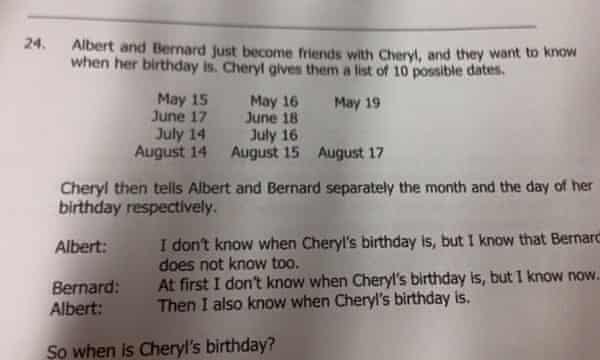 24. Albert and Bernard just become friends with Cheryl, and they want to know
when her birthday is. Cheryl gives them a list of 10 possible dates.
May 15 May 16 May 19
June 17 June 18
July 14 July 16
August 14 August 15 August 17
Cheryl then tells Albert and Bernard separately the month and the day of her
birthday respectively.
Albert: I don't know when Cheryl's birthday is, but I know that Bernard
does not know too.
Bernard: At first I don't know when Cheryl's birthday is, but I know now.
Albert: Then I also know when Cheryl's birthday is.
So when is Cheryl's birthday?